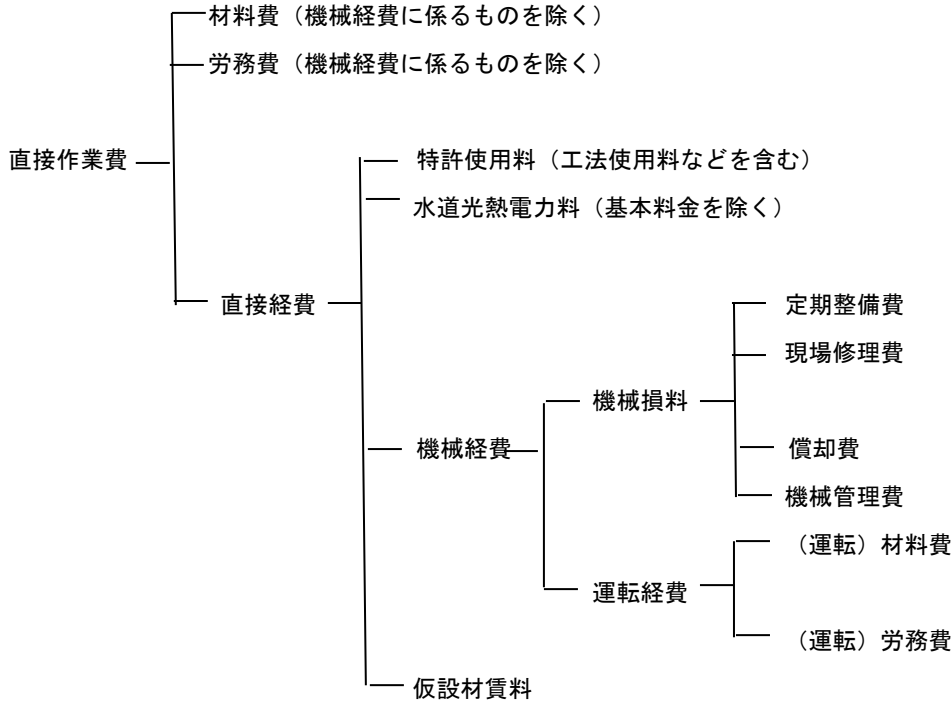 材料費（機械経費に係るものを除く）
労務費（機械経費に係るものを除く）
直接作業費
特許使用料（工法使用料などを含む）
水道光熱電力料（基本料金を除く）
直接経費
定期整備費
現場修理費
機械損料
機械経費
償却費
機械管理費
（運転）材料費
運転経費
（運転）労務費
仮設材賃料